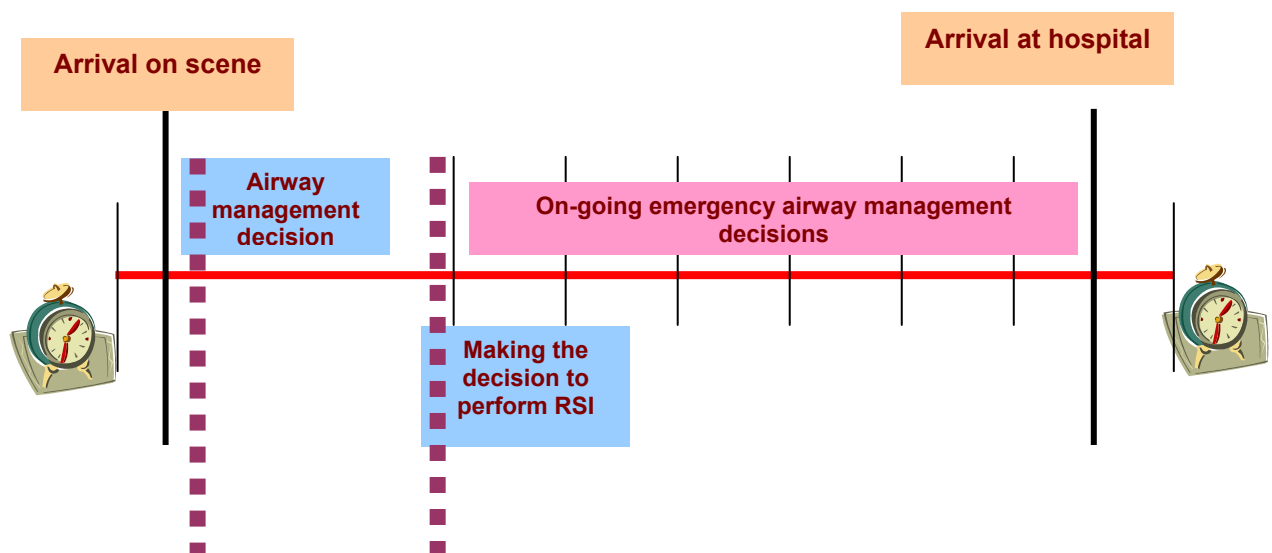 Arrival on scene
Arrival at hospital
Airway
management
decision
On-going emergency airway management
decisions
Making the
decision to
perform RSI